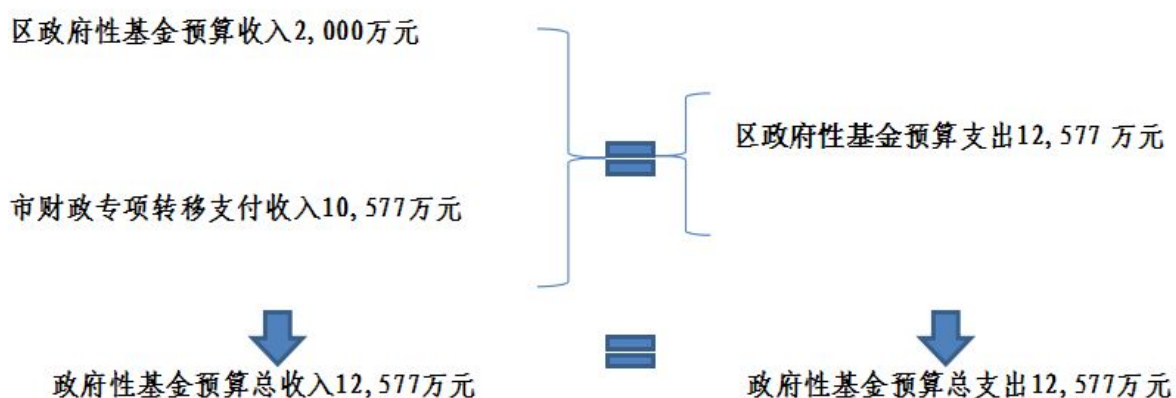 区政府性基金预算收入2,000万元
区政府性基金预算支出12,577 万元
市财政专项转移支付收入10,577万元
政府性基金预算总收入12,577万元
政府性基金预算总支出12,577万元